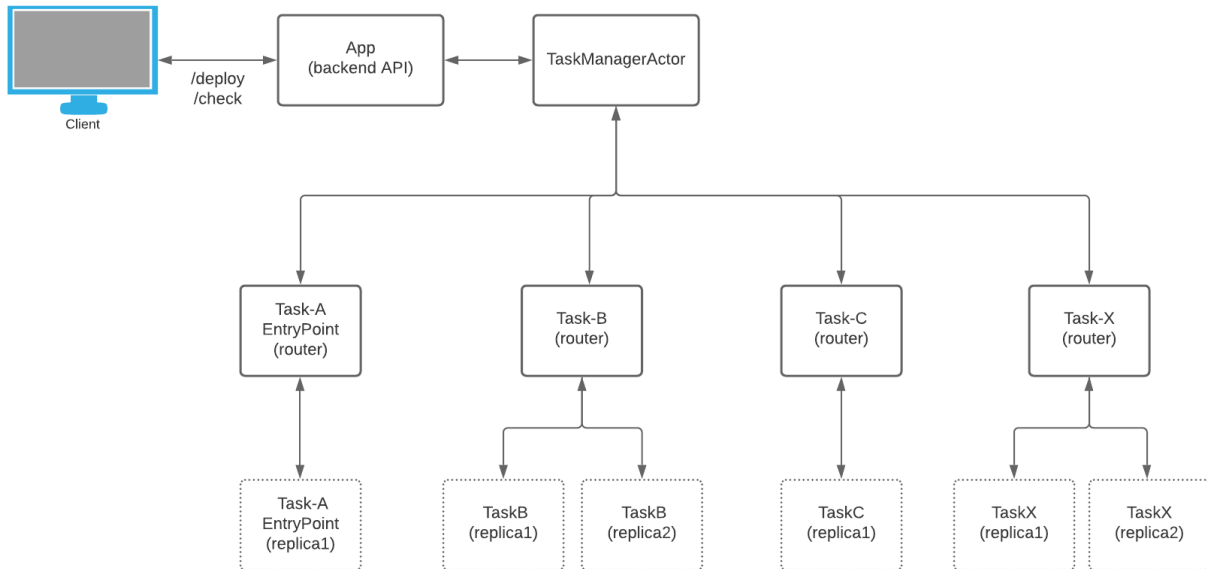 App
(backend API)
TaskManagerActor
/deploy
/check
Client
Task-A
EntryPoint
(router)
Task-B
(router)
Task-C
(router)
Task-X
(router)
Task-A
EntryPoint
(replica1)
TaskB
(replica1)
TaskB
(replica2)
TaskC
(replica1)
TaskX
(replica1)
TaskX
(replica2)